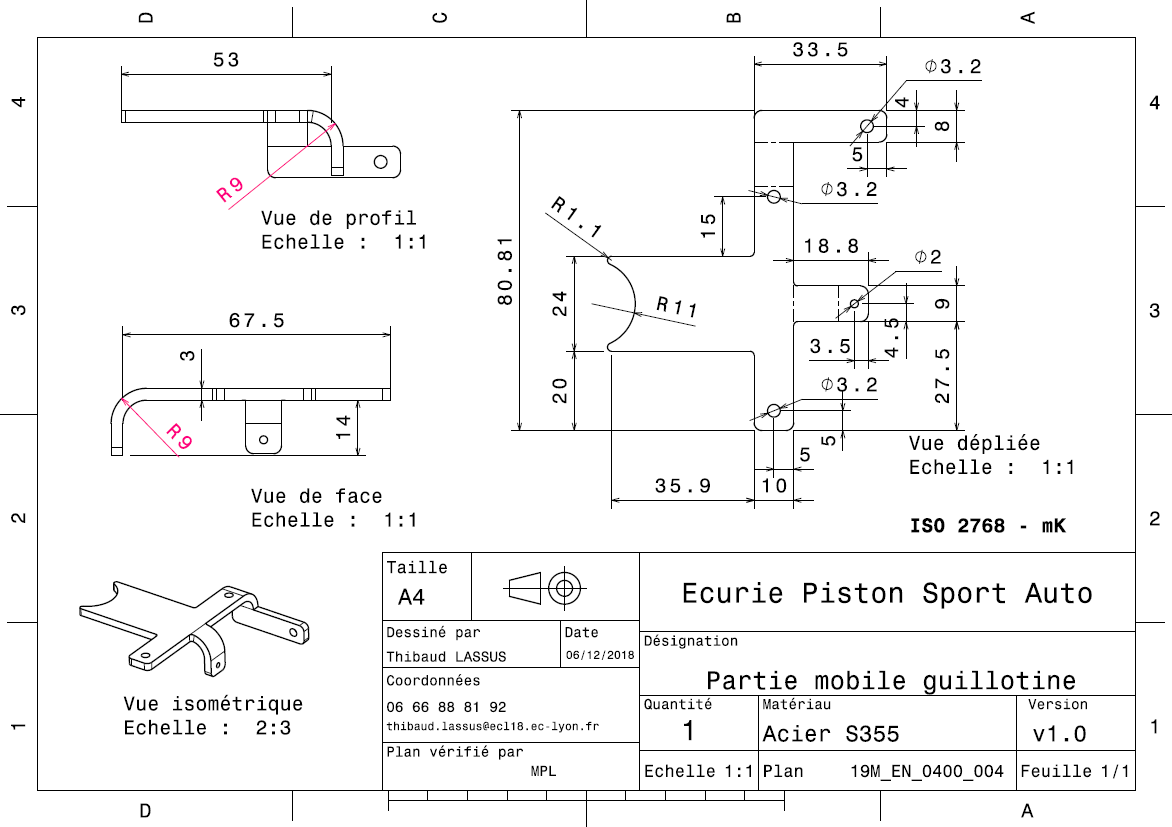 D
C
B
A
4
4
3
3
2
2
1
1
53
R9
Vue de profil
Echelle : 1:1
67.5
3
R9
14
Vue de face
Echelle : 1:1
Vue isométrique
Echelle : 2:3
33.5
Φ3.2
4
8
5
Φ3.2
15
R1.1
80.81
18.8
Φ2
24
R11
9
3.5
4.5
20
Φ3.2
27.5
5
5
35.9
10
Vue dépliée
Echelle : 1:1
ISO 2768 - mK
Taille
A4
Ecurie Piston Sport Auto
Dessiné par
Thibaud LASSUS
Date
06/12/2018
Désignation
Partie mobile guillotine
Coordonnées
06 66 88 81 92
thibaud.lassus@ecl18.ec-lyon.fr
Quantité
1
Matériau
Acier S355
Version
v1.0
Plan vérifié par
MPL
Echelle 1:1
Plan 19M_EN_0400_004
Feuille 1/1
D
A